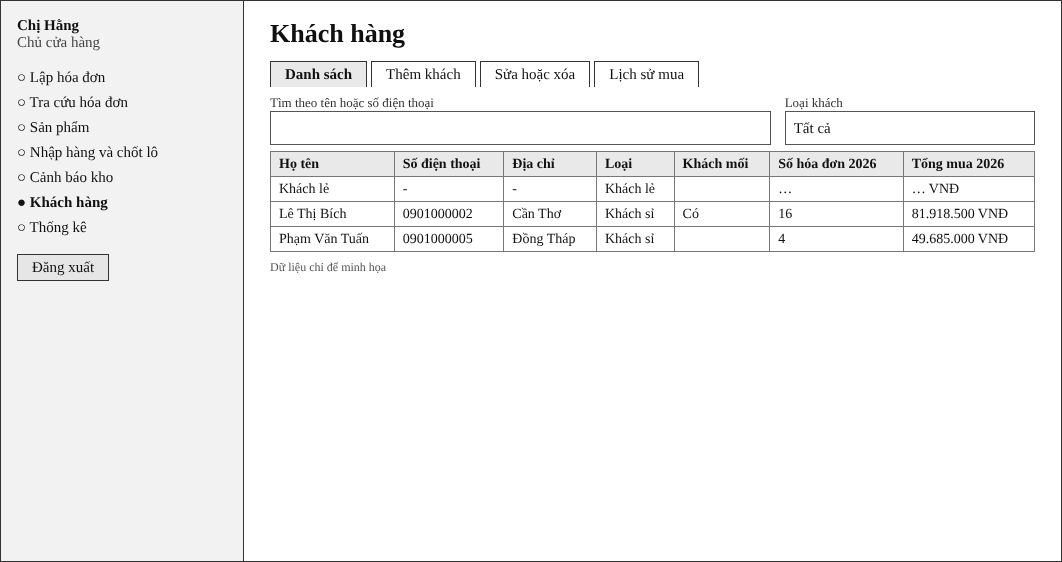 Chị Hằng
Chủ cửa hàng
○ Lập hóa đơn
○ Tra cứu hóa đơn
○ Sản phẩm
○ Nhập hàng và chốt lô
○ Cảnh báo kho
● Khách hàng
○ Thống kê
Đăng xuất
Khách hàng
Danh sách Thêm khách Sửa hoặc xóa Lịch sử mua
Tìm theo tên hoặc số điện thoại Loại khách
Tất cả
Họ tên Số điện thoại Địa chỉ Loại Khách mối Số hóa đơn 2026 Tổng mua 2026
Khách lẻ - - Khách lẻ … … VNĐ
Lê Thị Bích 0901000002 Cần Thơ Khách sỉ Có 16 81.918.500 VNĐ
Phạm Văn Tuấn 0901000005 Đồng Tháp Khách sỉ 4 49.685.000 VNĐ
Dữ liệu chỉ để minh họa